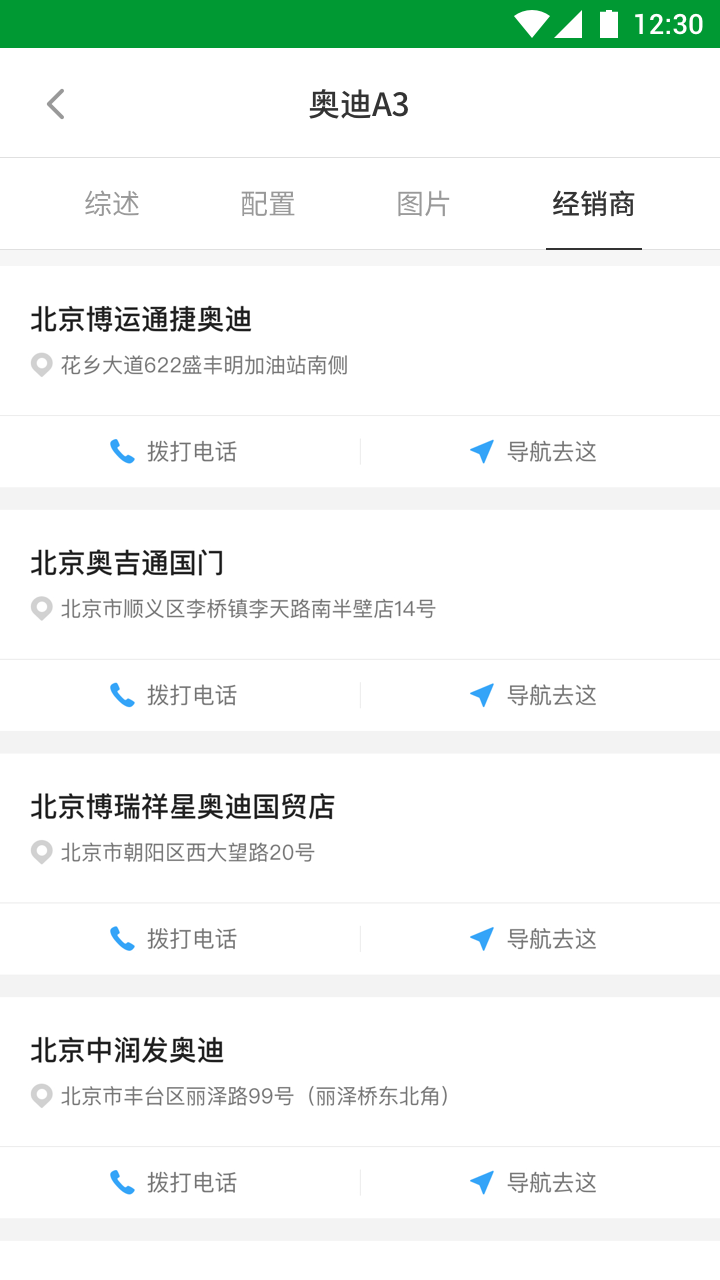 12:30
奥迪A3
综述 配置 图片 经销商
北京博运通捷奥迪
花乡大道622盛丰明加油站南侧
拨打电话 导航去这
北京奥吉通国门
北京市顺义区李桥镇李天路南半壁店14号
拨打电话 导航去这
北京博瑞祥星奥迪国贸店
北京市朝阳区西大望路20号
拨打电话 导航去这
北京中润发奥迪
北京市丰台区丽泽路99号（丽泽桥东北角）
拨打电话 导航去这